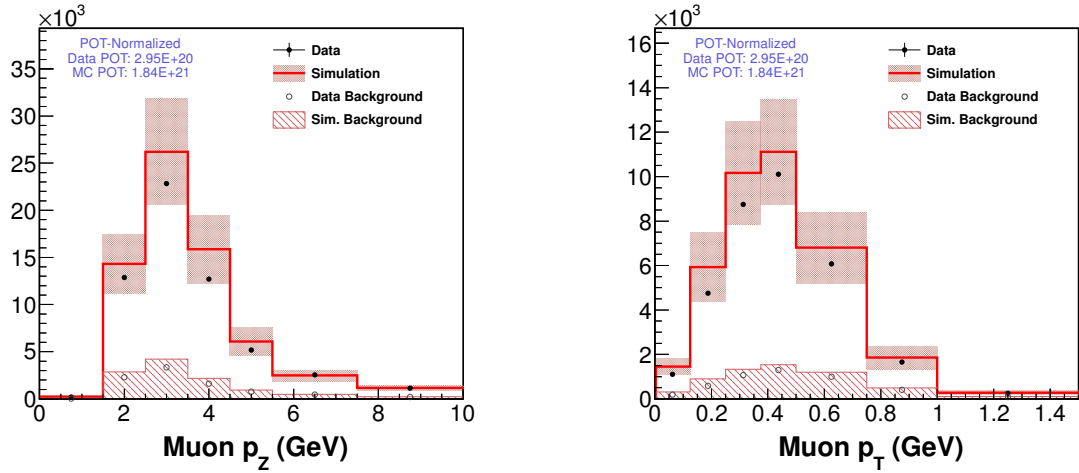 ×10³
POT-Normalized
Data POT: 2.95E+20
MC POT: 1.84E+21
Data
Simulation
Data Background
Sim. Background
35
30
25
20
15
10
5
0
0 2 4 6 8 10
Muon p_Z (GeV)
×10³
POT-Normalized
Data POT: 2.95E+20
MC POT: 1.84E+21
Data
Simulation
Data Background
Sim. Background
16
14
12
10
8
6
4
2
0
0 0.2 0.4 0.6 0.8 1 1.2 1.4
Muon p_T (GeV)